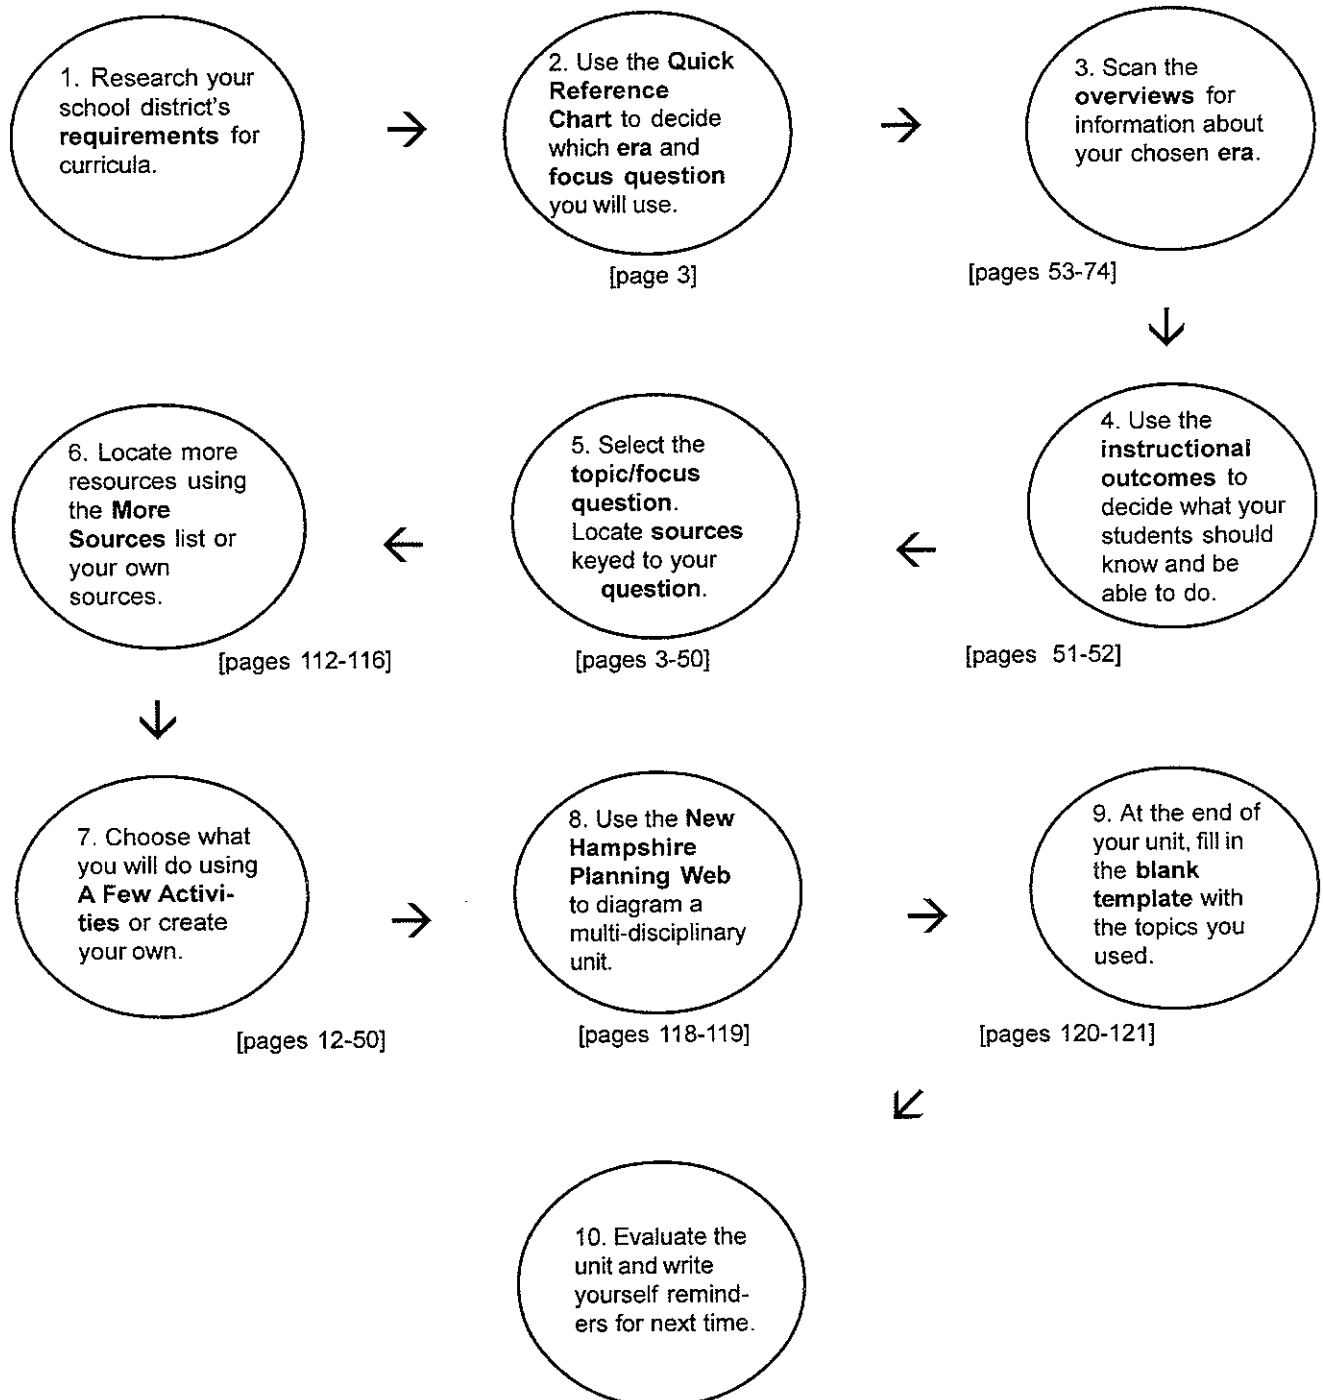 1. Research your
school district's
requirements for
curricula.
2. Use the Quick
Reference
Chart to decide
which era and
focus question
you will use.
[page 3]
3. Scan the
overviews for
information about
your chosen era.
[pages 53-74]
4. Use the
instructional
outcomes to
decide what your
students should
know and be
able to do.
[pages 51-52]
5. Select the
topic/focus
question.
Locate sources
keyed to your
question.
[pages 3-50]
6. Locate more
resources using
the More
Sources list or
your own
sources.
[pages 112-116]
7. Choose what
you will do using
A Few Activi-
ties or create
your own.
[pages 12-50]
8. Use the New
Hampshire
Planning Web
to diagram a
multi-disciplinary
unit.
[pages 118-119]
9. At the end of
your unit, fill in
the blank
template with
the topics you
used.
[pages 120-121]
10. Evaluate the
unit and write
yourself remind-
ers for next time.